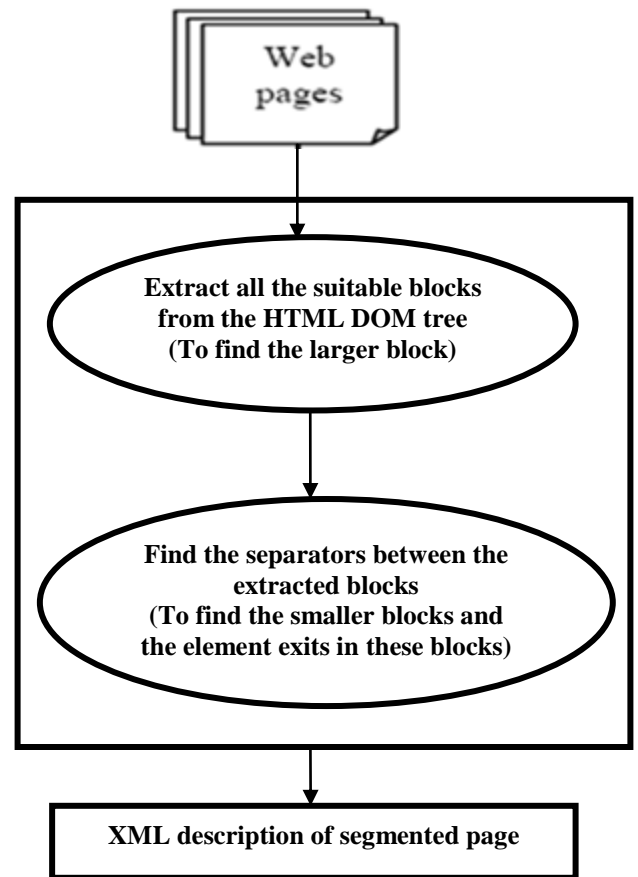 Web
pages
Extract all the suitable blocks
from the HTML DOM tree
(To find the larger block)
Find the separators between the
extracted blocks
(To find the smaller blocks and
the element exits in these blocks)
XML description of segmented page